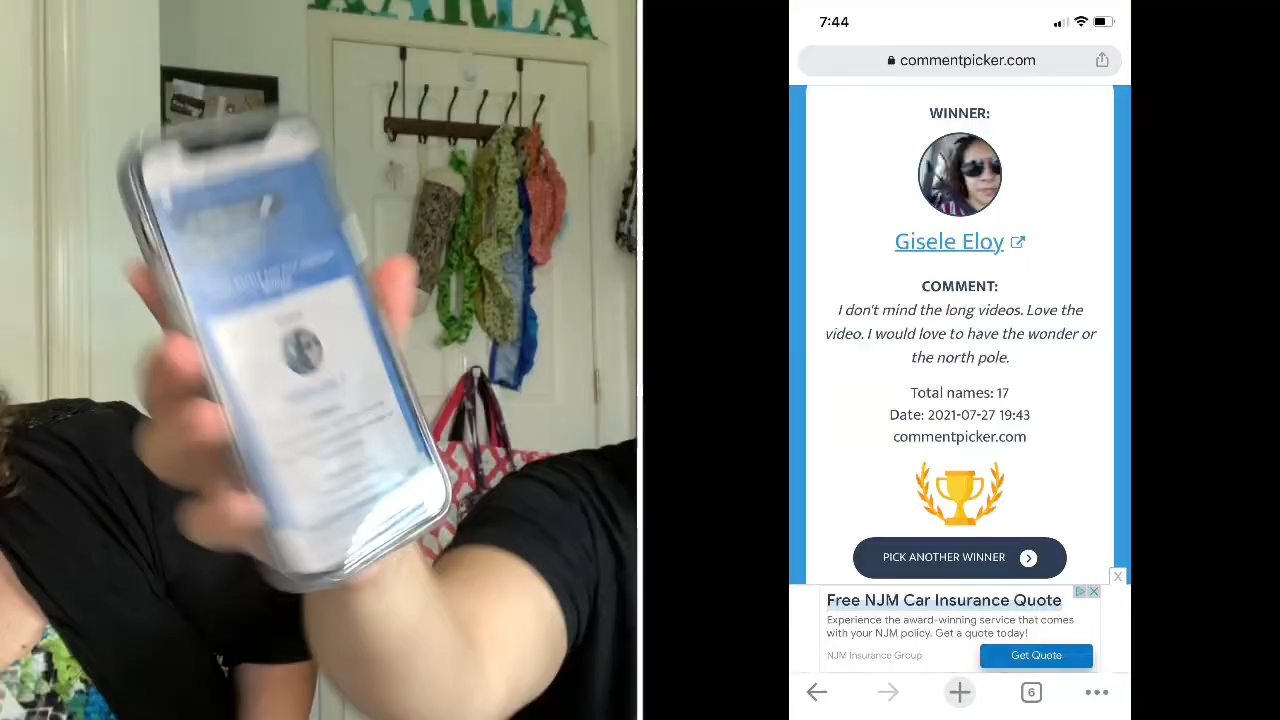 KARLA
7:44
commentpicker.com
WINNER:
Gisele Eloy
COMMENT:
I don't mind the long videos. Love the
video. I would love to have the wonder or
the north pole.
Total names: 17
Date: 2021-07-27 19:43
commentpicker.com
PICK ANOTHER WINNER
X
Free NJM Car Insurance Quote
Experience the award-winning service that comes
with your NJM policy. Get a quote today!
NJM Insurance Group
Get Quote
6